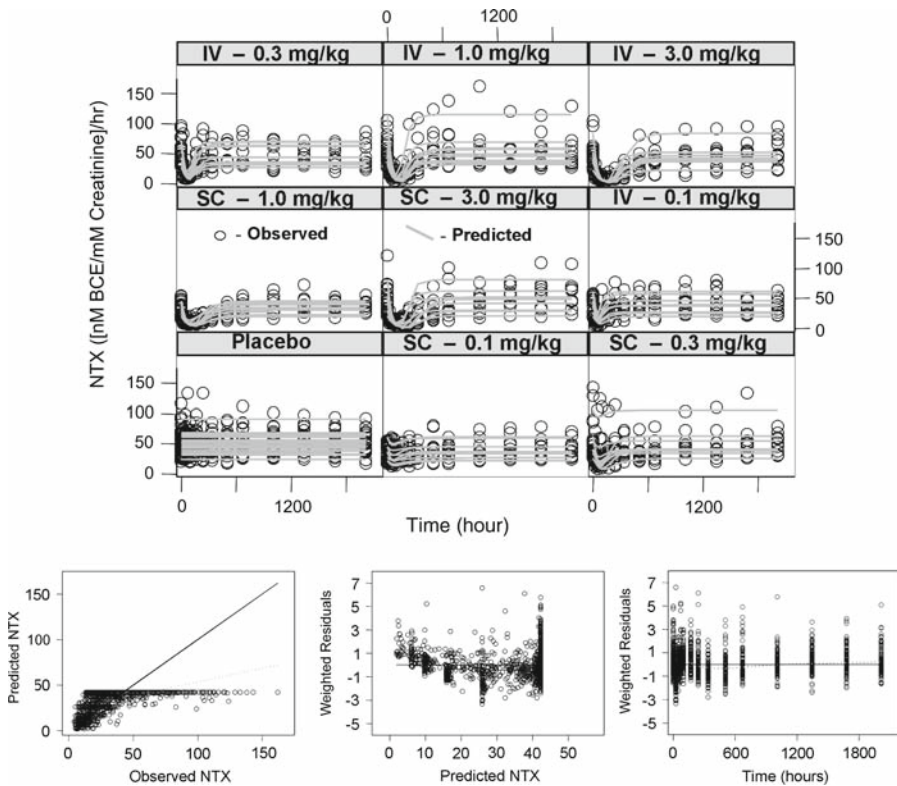 0 1200
IV – 0.3 mg/kg IV – 1.0 mg/kg IV – 3.0 mg/kg
150
100
50
0
SC – 1.0 mg/kg SC – 3.0 mg/kg IV – 0.1 mg/kg
- Observed - Predicted
150
100
50
0
Placebo SC – 0.1 mg/kg SC – 0.3 mg/kg
150
100
50
0
NTX ([nM BCE/mM Creatinine]/hr)
0 1200 0 1200
Time (hour)
150
100
50
0
Predicted NTX
0 50 100 150
Observed NTX
7
5
3
1
-1
-3
-5
Weighted Residuals
0 10 20 30 40 50
Predicted NTX
7
5
3
1
-1
-3
-5
Weighted Residuals
0 600 1200 1800
Time (hours)